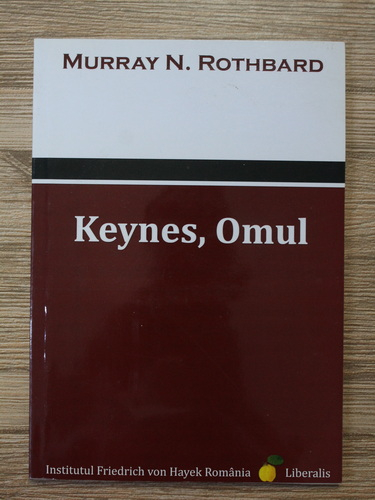 MURRAY N. ROTHBARD
Keynes, Omul
Institutul Friedrich von Hayek România Liberalis